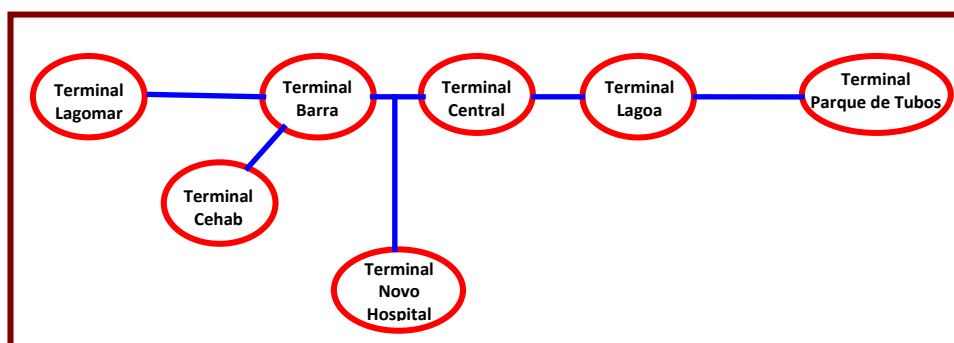 Terminal
Lagomar
Terminal
Barra
Terminal
Central
Terminal
Lagoa
Terminal
Parque de Tubos
Terminal
Cehab
Terminal
Novo
Hospital